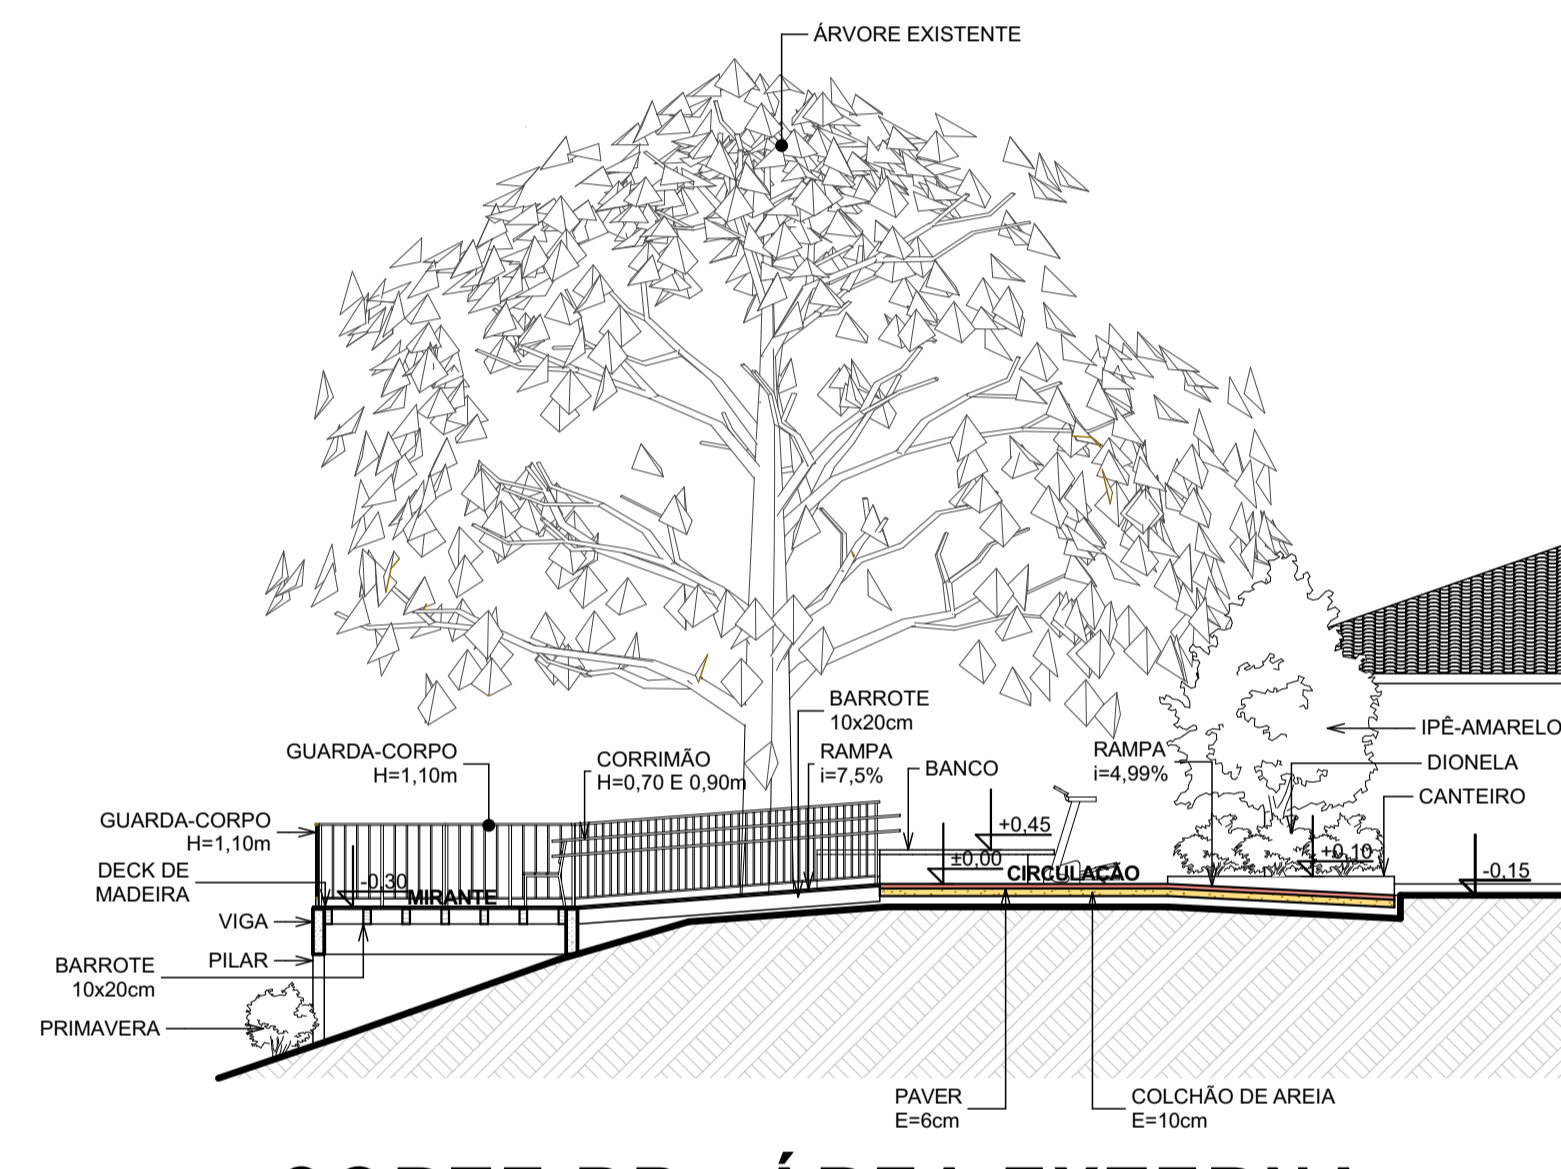 ÁRVORE EXISTENTE
BARROTE
10x20cm
GUARDA-CORPO
H=1,10m
CORRIMÃO
H=0,70 E 0,90m
RAMPA
i=7,5%
BANCO
RAMPA
i=4,99%
IPÊ-AMARELO
DIONELA
CANTEIRO
GUARDA-CORPO
H=1,10m
+0,45
±0,00
CIRCULAÇÃO
+0,10
-0,15
DECK DE
MADEIRA
-0,30
MIRANTE
VIGA
PILAR
BARROTE
10x20cm
PRIMAVERA
PAVER
E=6cm
COLCHÃO DE AREIA
E=10cm